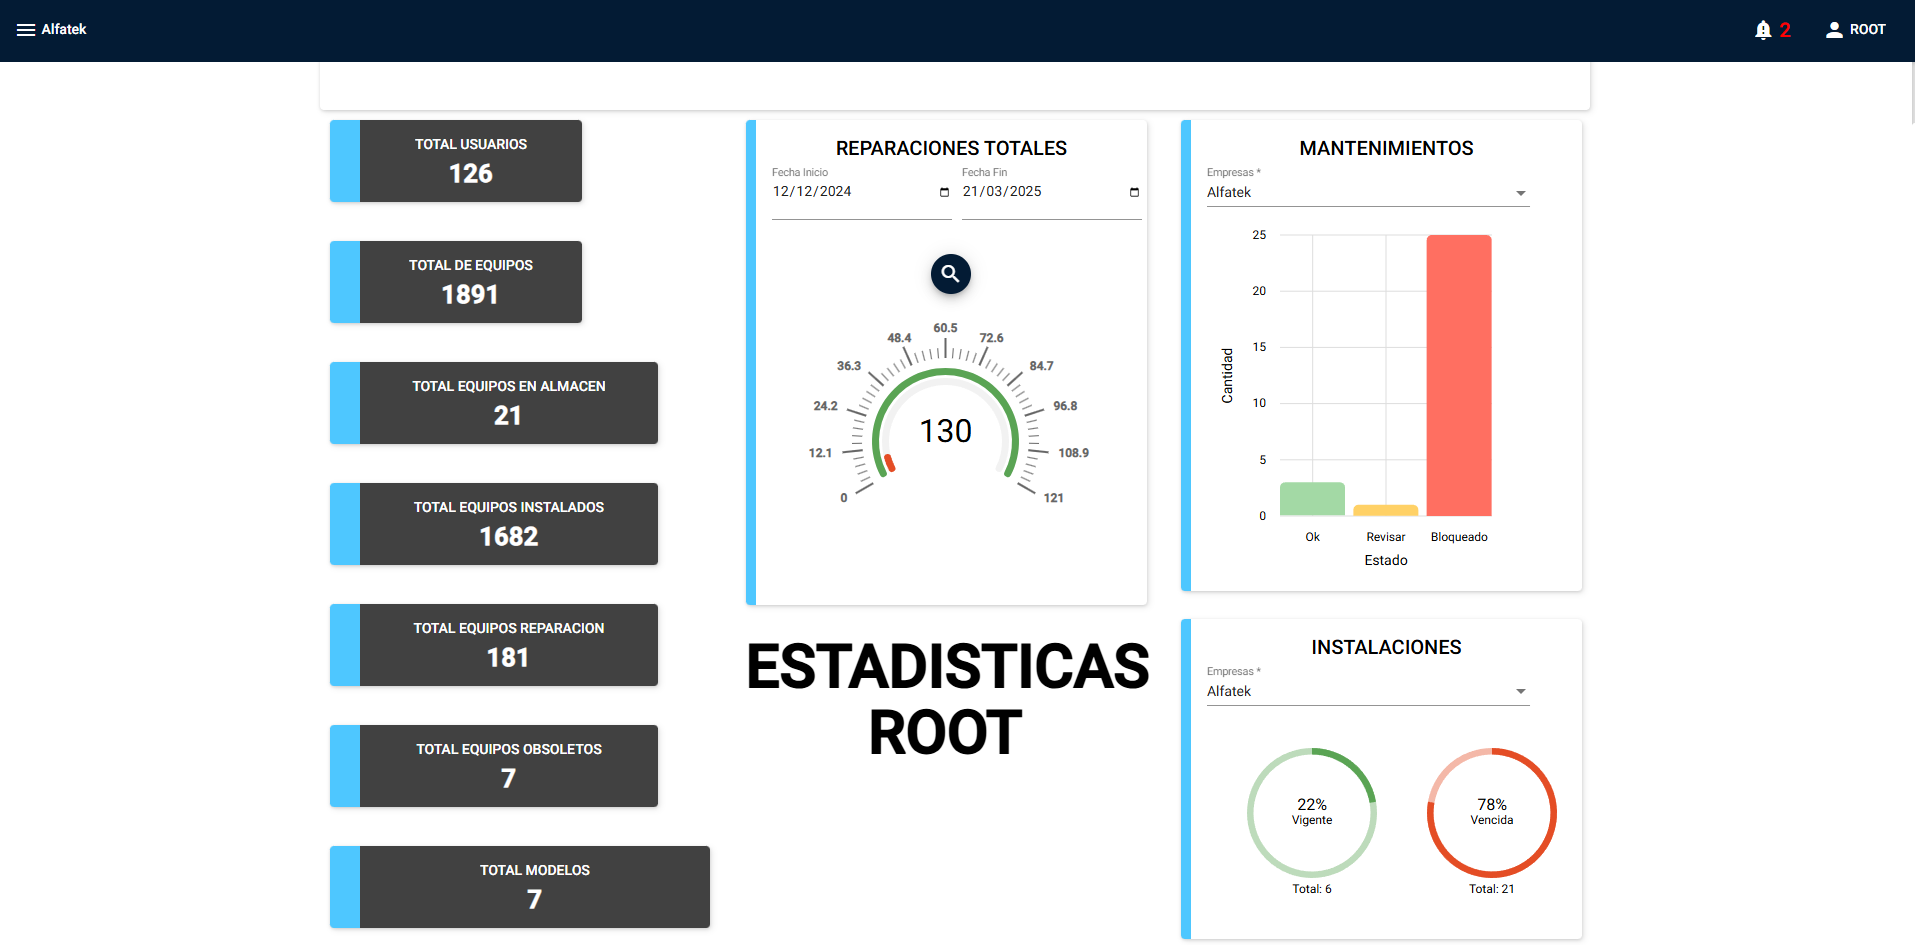 Alfatek
2
ROOT
TOTAL USUARIOS
126
TOTAL DE EQUIPOS
1891
TOTAL EQUIPOS EN ALMACEN
21
TOTAL EQUIPOS INSTALADOS
1682
TOTAL EQUIPOS REPARACION
181
TOTAL EQUIPOS OBSOLETOS
7
TOTAL MODELOS
7
REPARACIONES TOTALES
Fecha Inicio
12/12/2024
Fecha Fin
21/03/2025
0
12.1
24.2
36.3
48.4
60.5
72.6
84.7
96.8
108.9
121
130
ESTADISTICAS
ROOT
MANTENIMIENTOS
Empresas *
Alfatek
Cantidad
25
20
15
10
5
0
Ok
Revisar
Bloqueado
Estado
INSTALACIONES
Empresas *
Alfatek
22%
Vigente
Total: 6
78%
Vencida
Total: 21